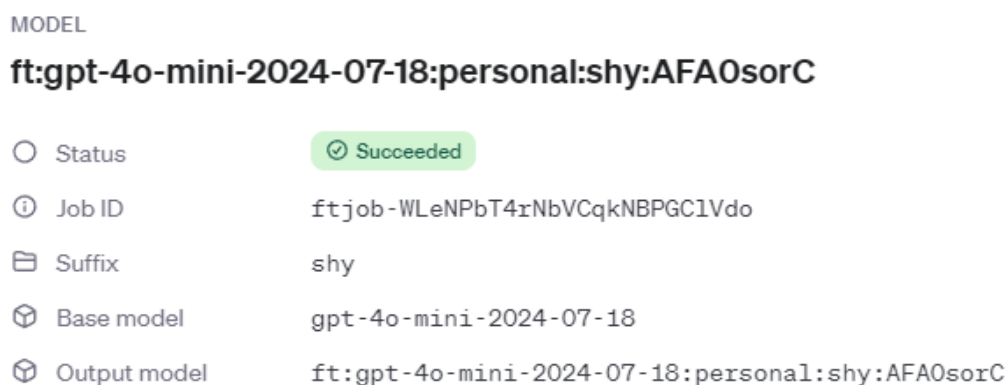 MODEL
ft:gpt-4o-mini-2024-07-18:personal:shy:AFA0sorC
Status Succeeded
Job ID ftjob-WLeNPbT4rNbVCqkNBPGClVdo
Suffix shy
Base model gpt-4o-mini-2024-07-18
Output model ft:gpt-4o-mini-2024-07-18:personal:shy:AFA0sorC